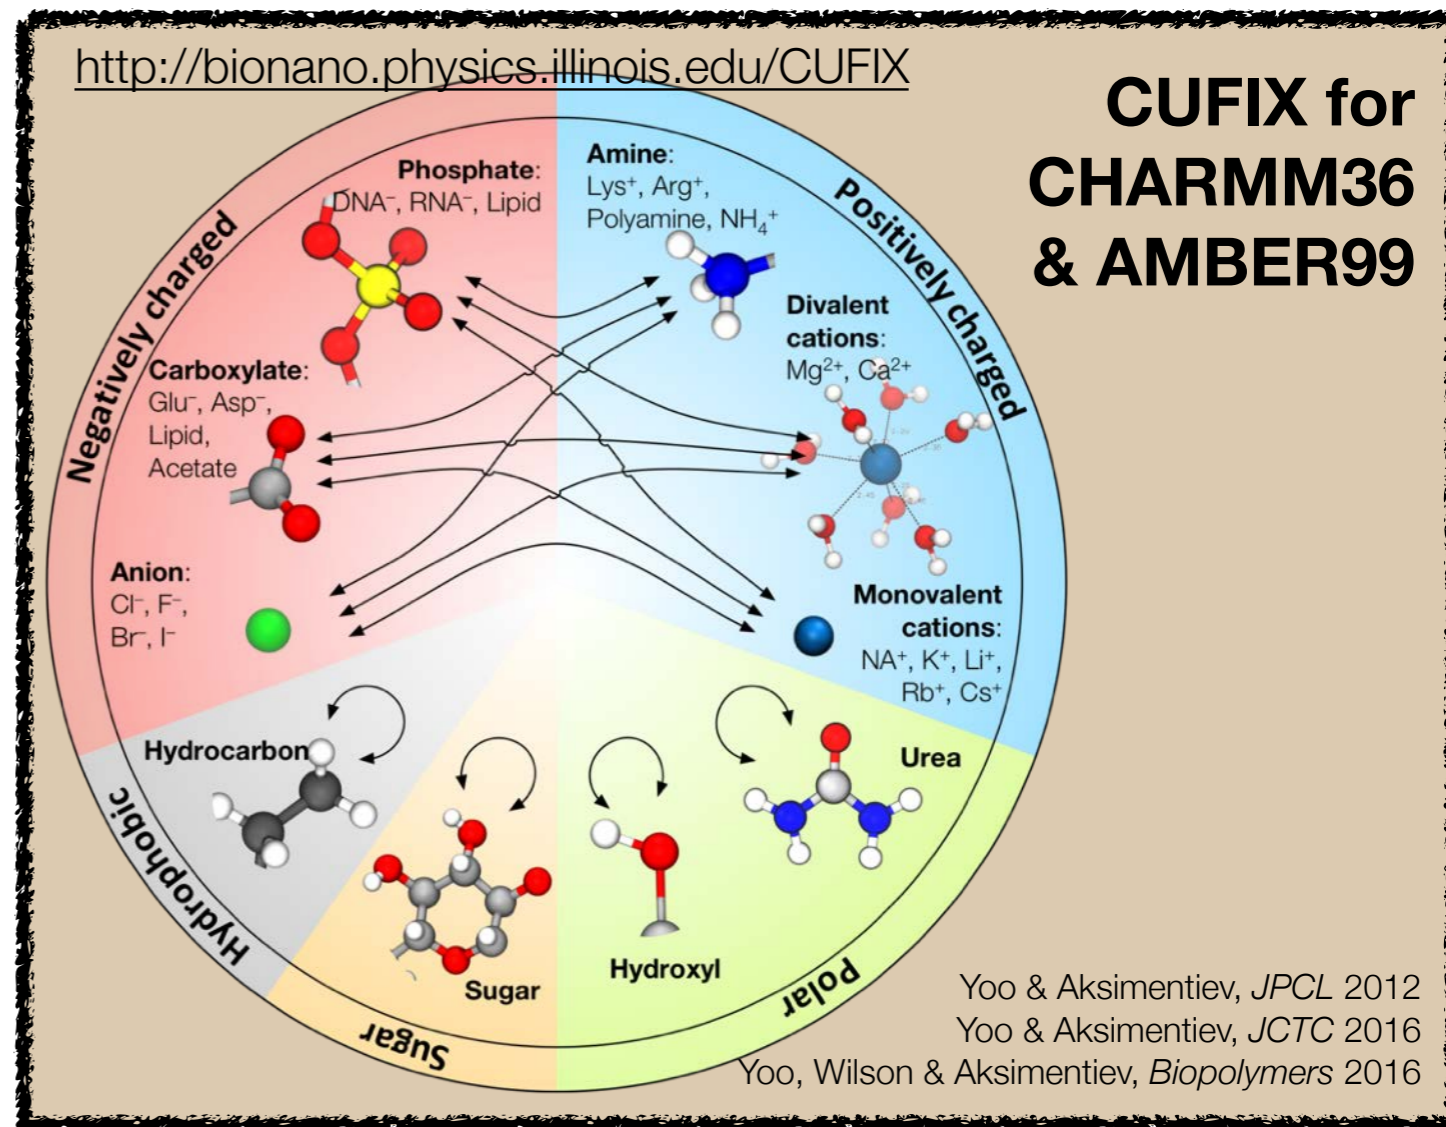 http://bionano.physics.illinois.edu/CUFIX
CUFIX for
CHARMM36
& AMBER99
Negatively charged
Phosphate:
DNA⁻, RNA⁻, Lipid
Carboxylate:
Glu⁻, Asp⁻,
Lipid,
Acetate
Anion:
Cl⁻, F⁻,
Br⁻, I⁻
Positively charged
Amine:
Lys⁺, Arg⁺,
Polyamine, NH₄⁺
Divalent
cations:
Mg²⁺, Ca²⁺
Monovalent
cations:
NA⁺, K⁺, Li⁺,
Rb⁺, Cs⁺
Hydrophobic
Hydrocarbon
Sugar
Sugar
Hydroxyl
Urea
Polar
Yoo & Aksimentiev, JPCL 2012
Yoo & Aksimentiev, JCTC 2016
Yoo, Wilson & Aksimentiev, Biopolymers 2016